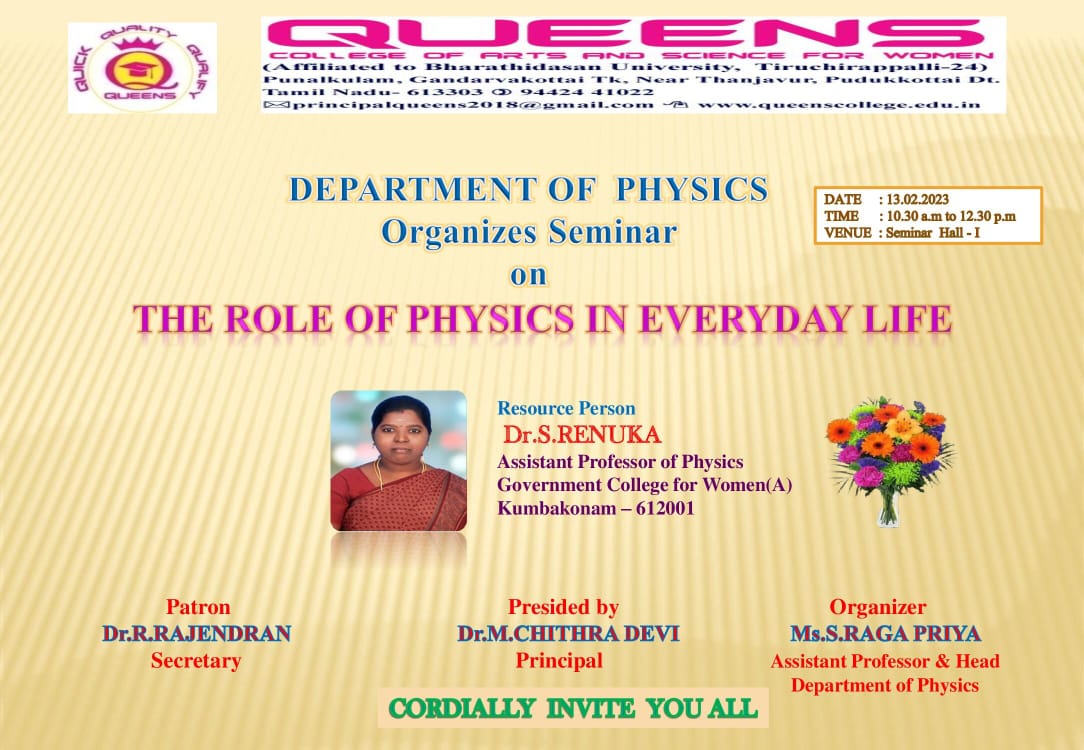 QUICK QUALITY QUALIFY
QUEENS
QUEENS
COLLEGE OF ARTS AND SCIENCE FOR WOMEN
(Affiliated to Bharathidasan University, Tiruchirappalli-24)
Punalkulam, Gandarvakottai Tk, Near Thanjavur, Pudukkottai Dt.
Tamil Nadu- 613303 ✆ 94424 41022
✉principalqueens2018@gmail.com www.queenscollege.edu.in
DEPARTMENT OF PHYSICS
Organizes Seminar
on
THE ROLE OF PHYSICS IN EVERYDAY LIFE
DATE : 13.02.2023
TIME : 10.30 a.m to 12.30 p.m
VENUE : Seminar Hall - I
Resource Person
Dr.S.RENUKA
Assistant Professor of Physics
Government College for Women(A)
Kumbakonam – 612001
Patron
Dr.R.RAJENDRAN
Secretary
Presided by
Dr.M.CHITHRA DEVI
Principal
Organizer
Ms.S.RAGA PRIYA
Assistant Professor & Head
Department of Physics
CORDIALLY INVITE YOU ALL